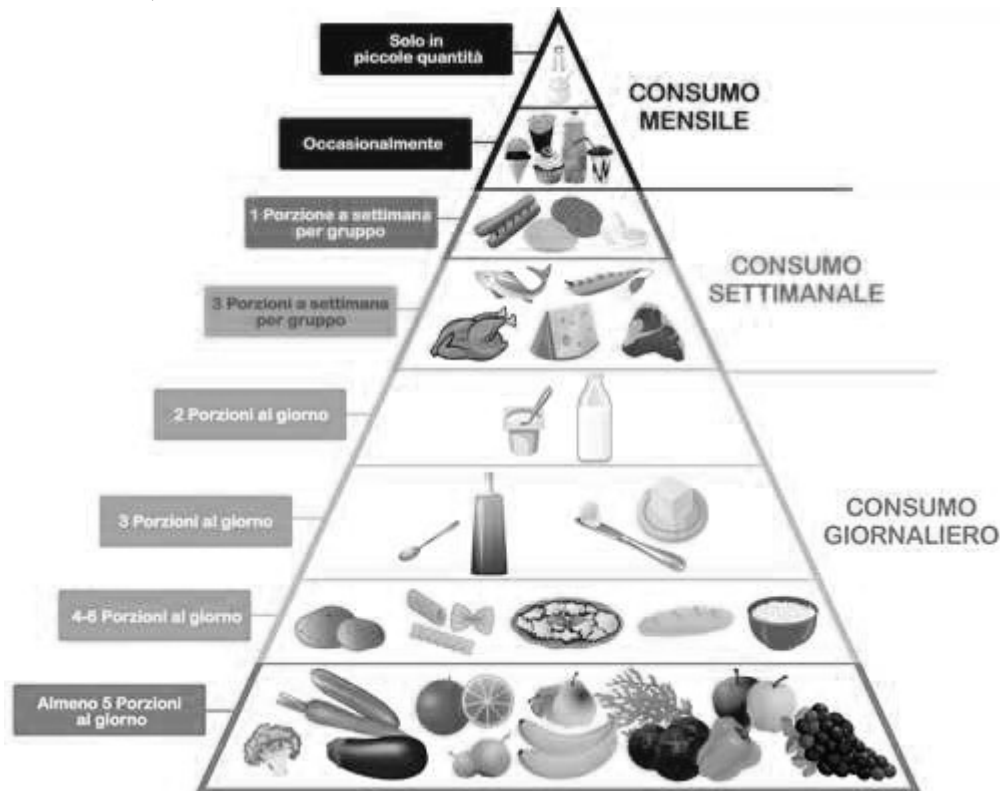 Solo in
piccole quantità
CONSUMO
MENSILE
Occasionalmente
1 Porzione a settimana
per gruppo
CONSUMO
SETTIMANALE
3 Porzioni a settimana
per gruppo
2 Porzioni al giorno
3 Porzioni al giorno
CONSUMO
GIORNALIERO
4-6 Porzioni al giorno
Almeno 5 Porzioni
al giorno